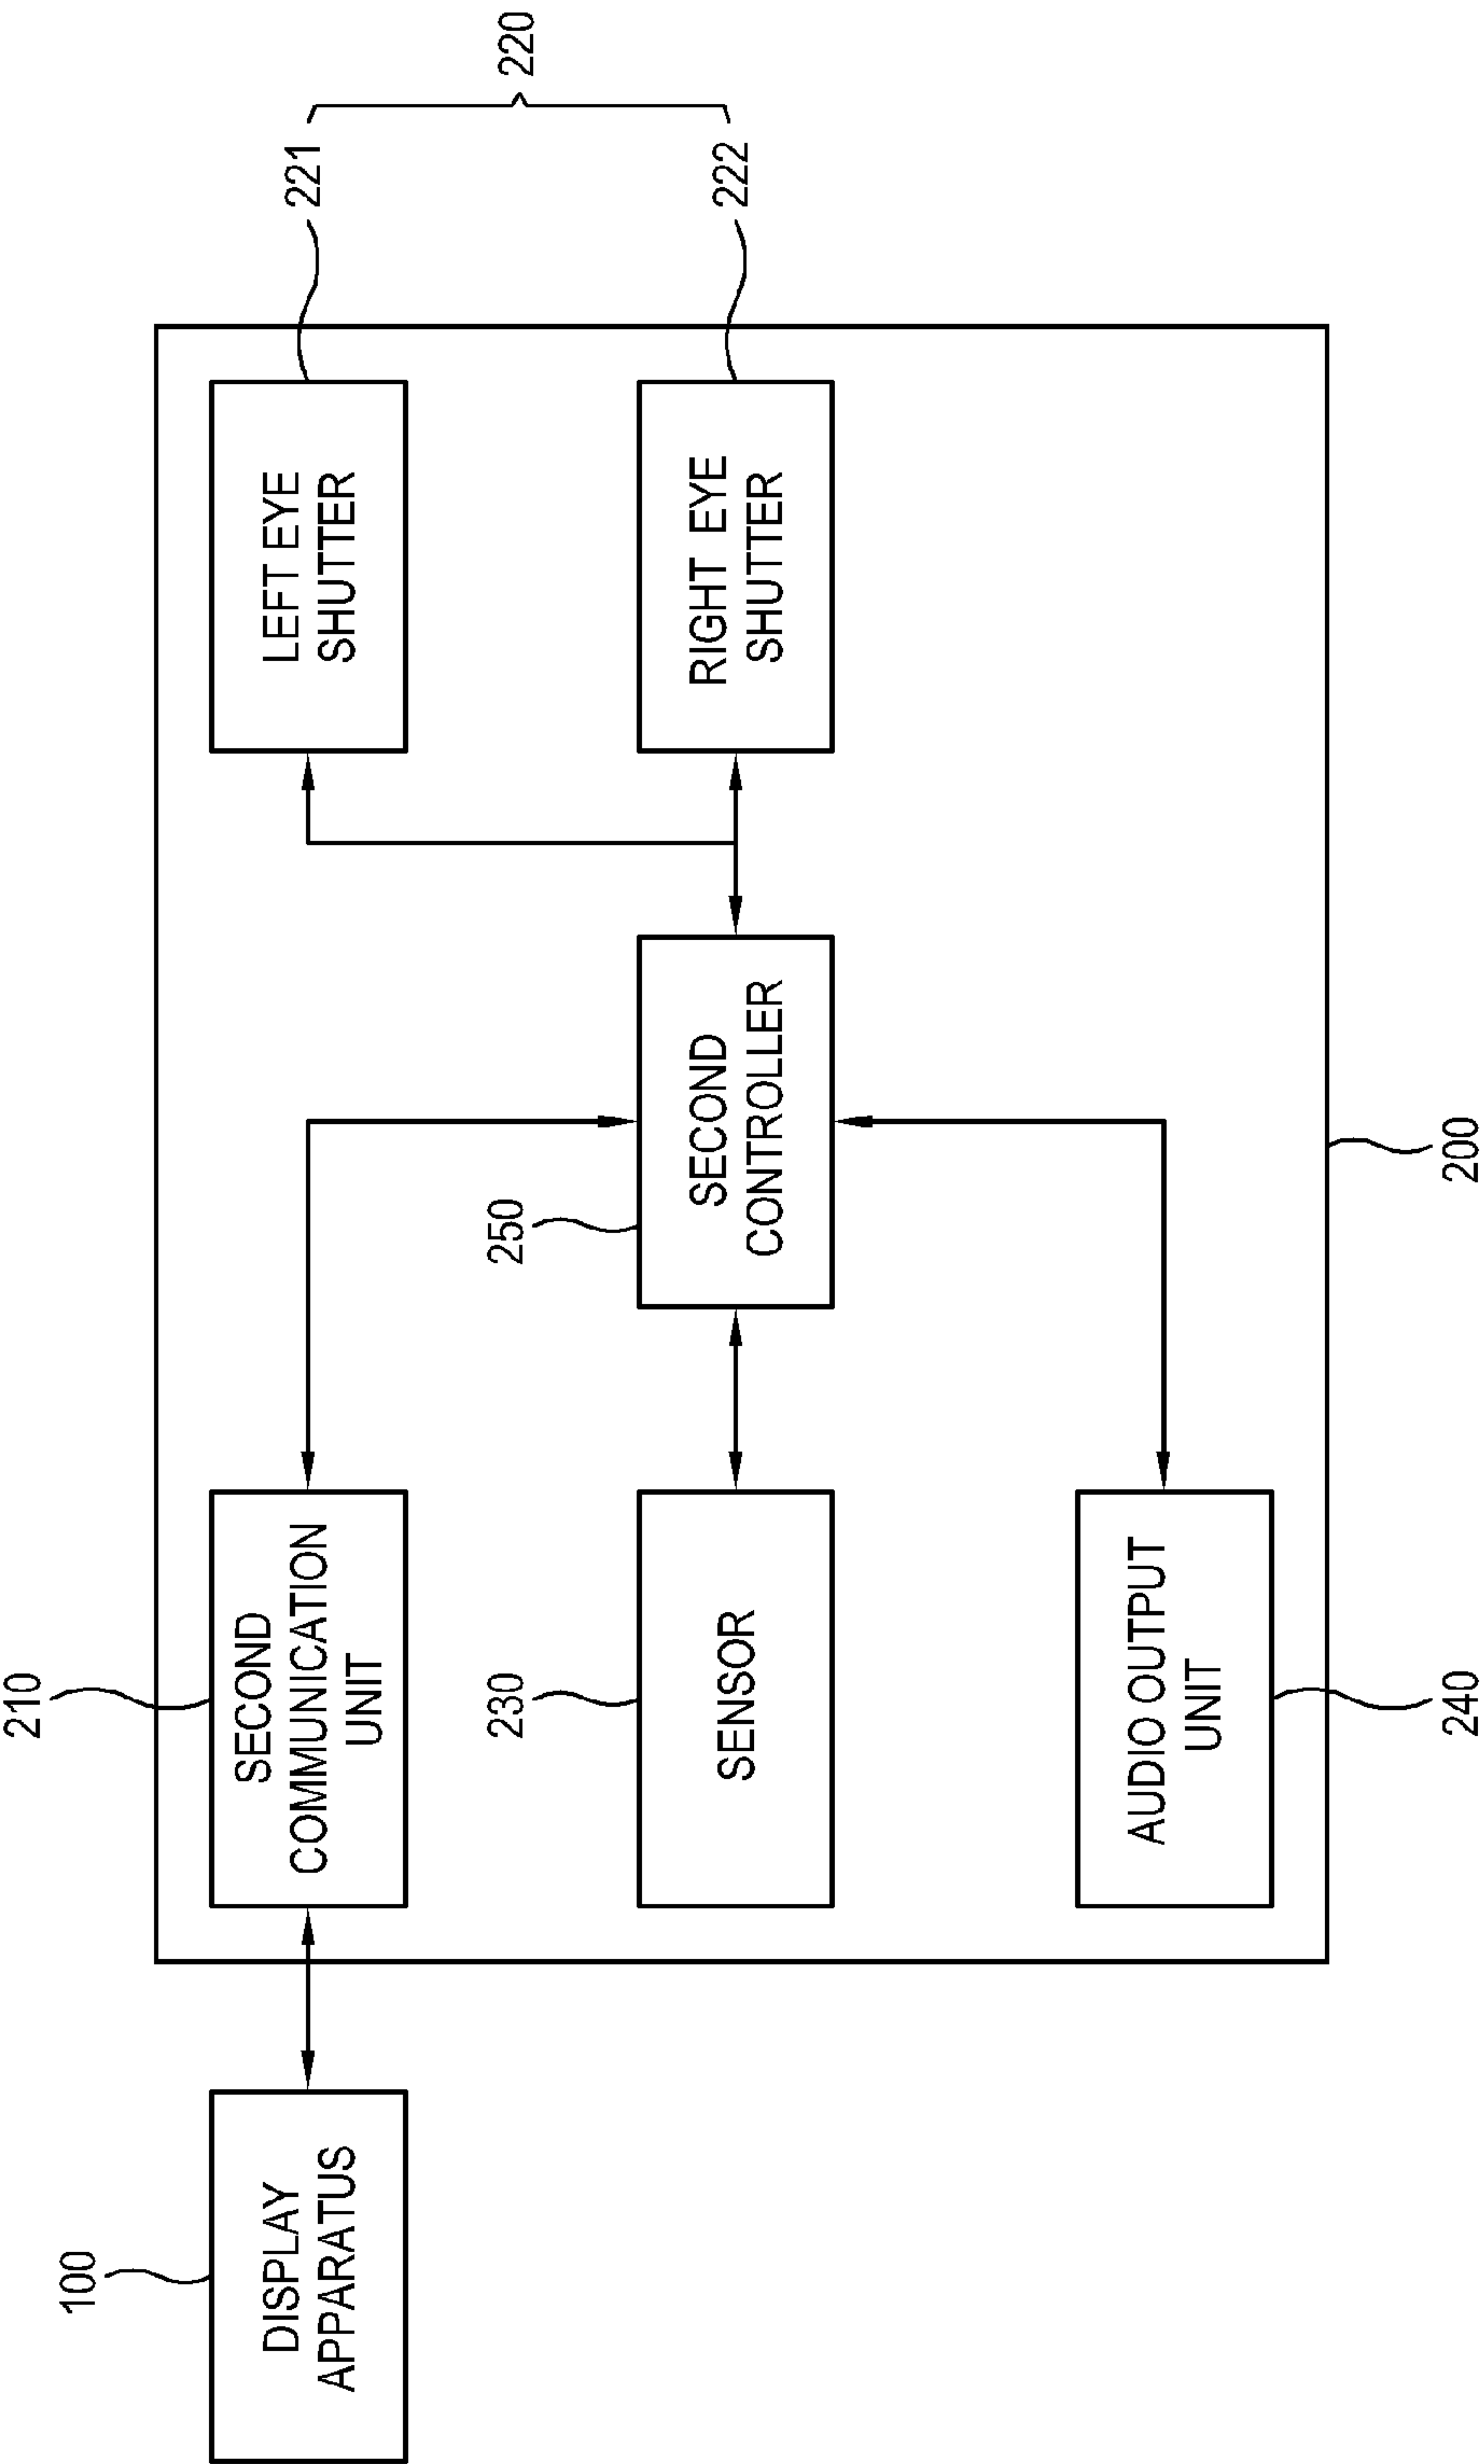 100
DISPLAY
APPARATUS
210
SECOND
COMMUNICATION
UNIT
230
SENSOR
AUDIO OUTPUT
UNIT
240
250
SECOND
CONTROLLER
200
LEFT EYE
SHUTTER
221
RIGHT EYE
SHUTTER
222
220